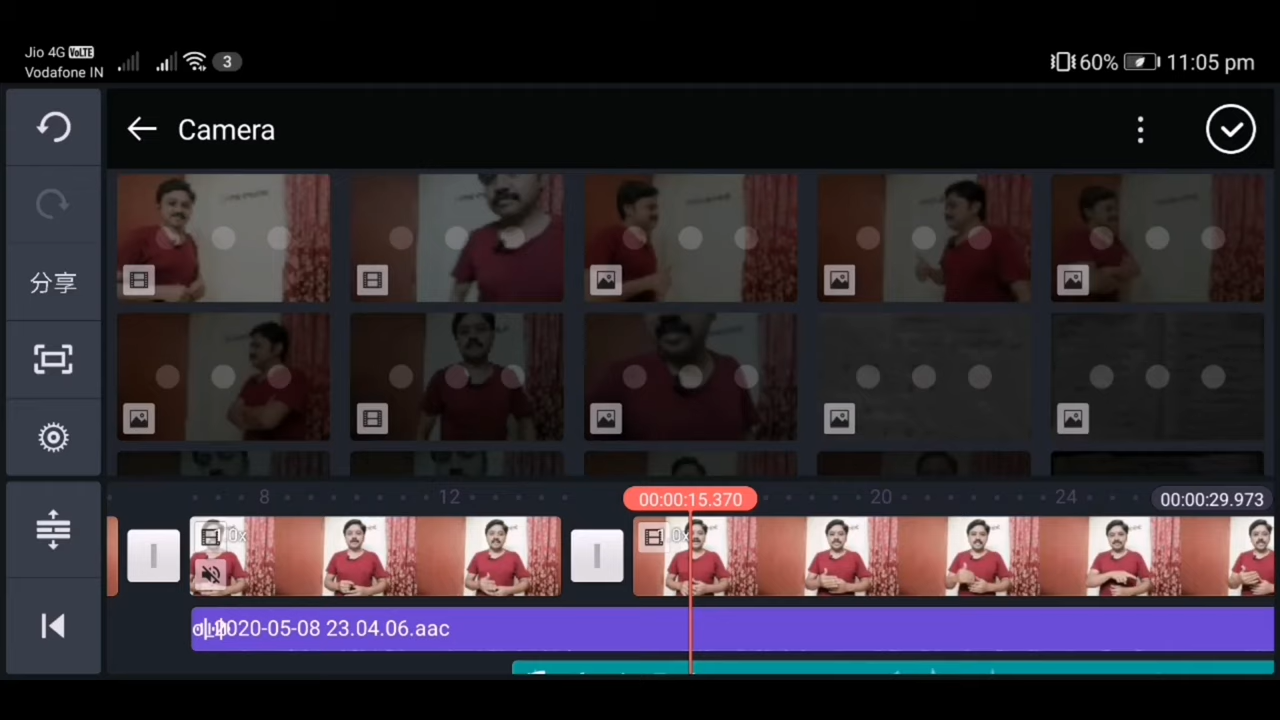 Jio 4G VoLTE
Vodafone IN
3
60% 11:05 pm
Camera
分享
8
12
00:00:15.370
20
24
00:00:29.973
2020-05-08 23.04.06.aac